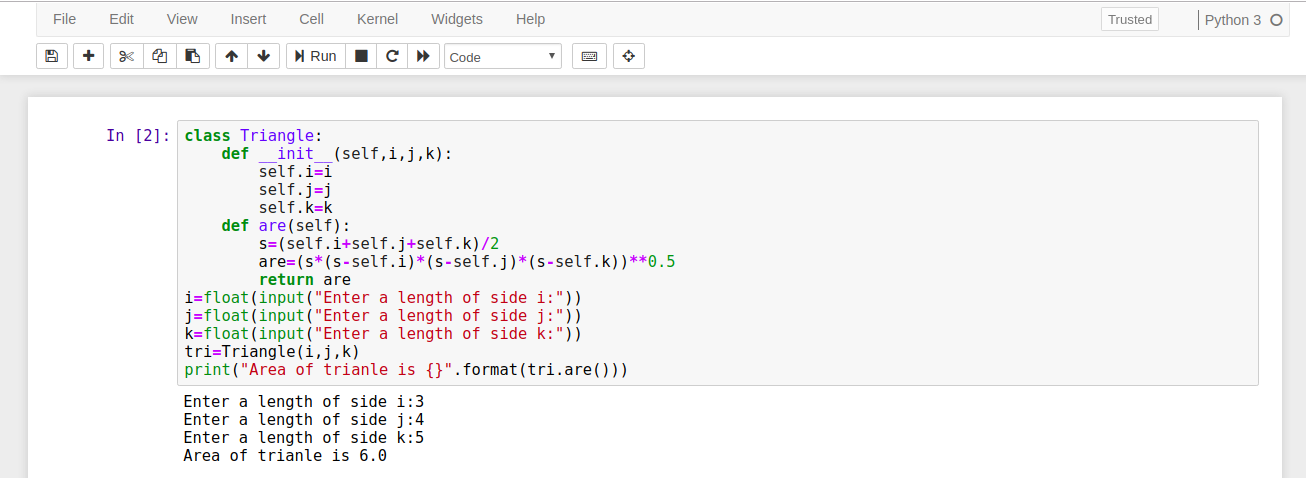 File Edit View Insert Cell Kernel Widgets Help Trusted Python 3
Run Code
In [2]:
class Triangle:
    def __init__(self,i,j,k):
        self.i=i
        self.j=j
        self.k=k
    def are(self):
        s=(self.i+self.j+self.k)/2
        are=(s*(s-self.i)*(s-self.j)*(s-self.k))**0.5
        return are
i=float(input("Enter a length of side i:"))
j=float(input("Enter a length of side j:"))
k=float(input("Enter a length of side k:"))
tri=Triangle(i,j,k)
print("Area of trianle is {}".format(tri.are()))
Enter a length of side i:3
Enter a length of side j:4
Enter a length of side k:5
Area of trianle is 6.0